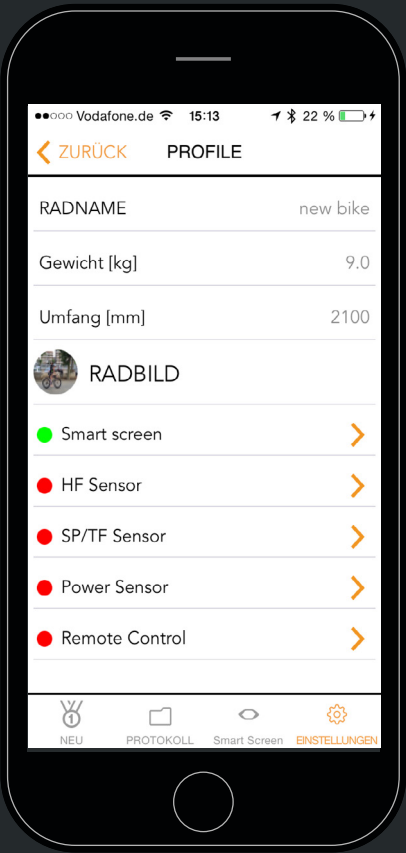 Vodafone.de 15:13 22 %
ZURÜCK PROFILE
RADNAME new bike
Gewicht [kg] 9.0
Umfang [mm] 2100
RADBILD
Smart screen
HF Sensor
SP/TF Sensor
Power Sensor
Remote Control
1
NEU PROTOKOLL Smart Screen EINSTELLUNGEN